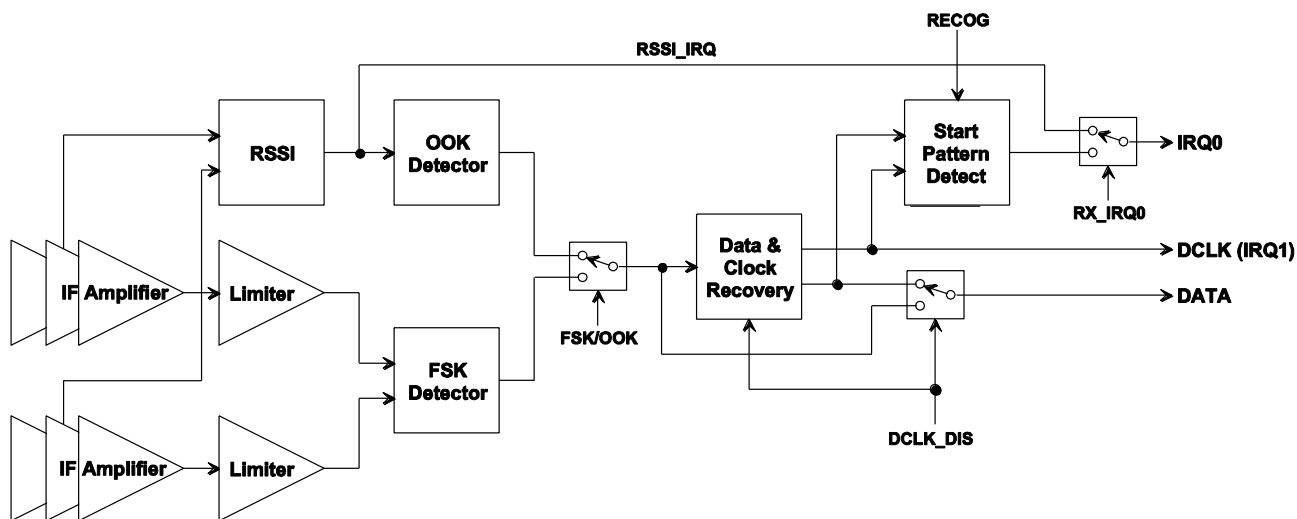 RECOG
RSSI_IRQ
RSSI
OOK
Detector
Start
Pattern
Detect
IRQ0
RX_IRQ0
IF Amplifier
Limiter
Data &
Clock
Recovery
DCLK (IRQ1)
DATA
FSK/OOK
FSK
Detector
DCLK_DIS
IF Amplifier
Limiter